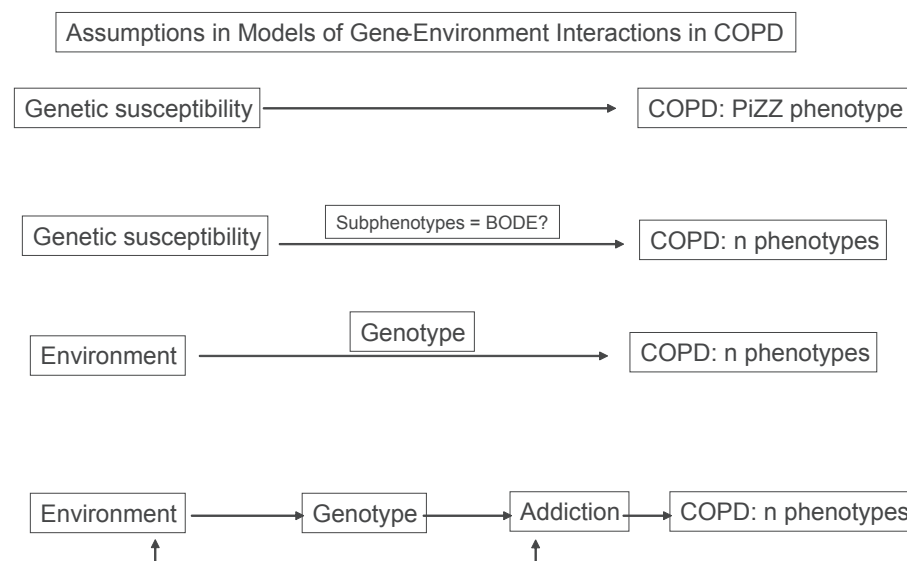 Assumptions in Models of Gene-Environment Interactions in COPD
Genetic susceptibility COPD: PiZZ phenotype
Subphenotypes = BODE?
Genetic susceptibility COPD: n phenotypes
Genotype
Environment COPD: n phenotypes
Environment Genotype Addiction COPD: n phenotypes